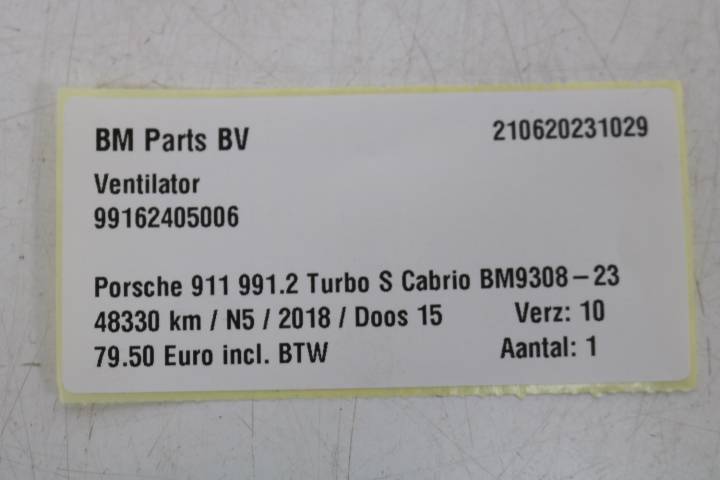 BM Parts BV 210620231029
Ventilator
99162405006
Porsche 911 991.2 Turbo S Cabrio BM9308-23
48330 km / N5 / 2018 / Doos 15 Verz: 10
79.50 Euro incl. BTW Aantal: 1